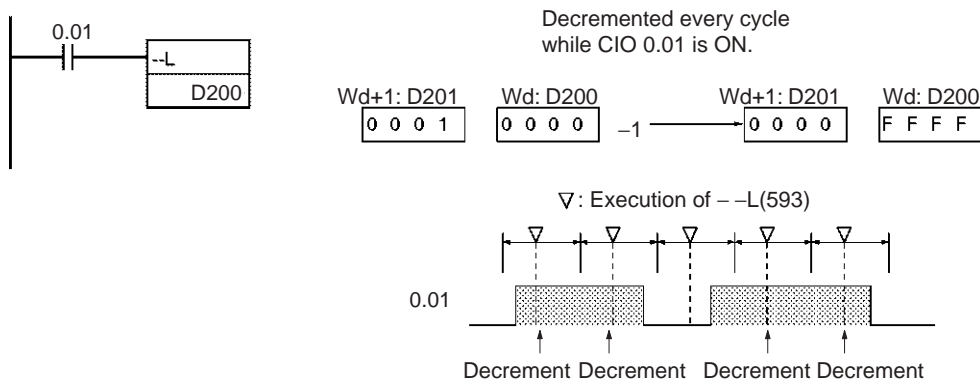 0.01
--L
D200
Decremented every cycle
while CIO 0.01 is ON.
Wd+1: D201 Wd: D200 Wd+1: D201 Wd: D200
0 0 0 1 0 0 0 0 −1 0 0 0 0 F F F F
▽: Execution of − −L(593)
0.01
Decrement Decrement Decrement Decrement